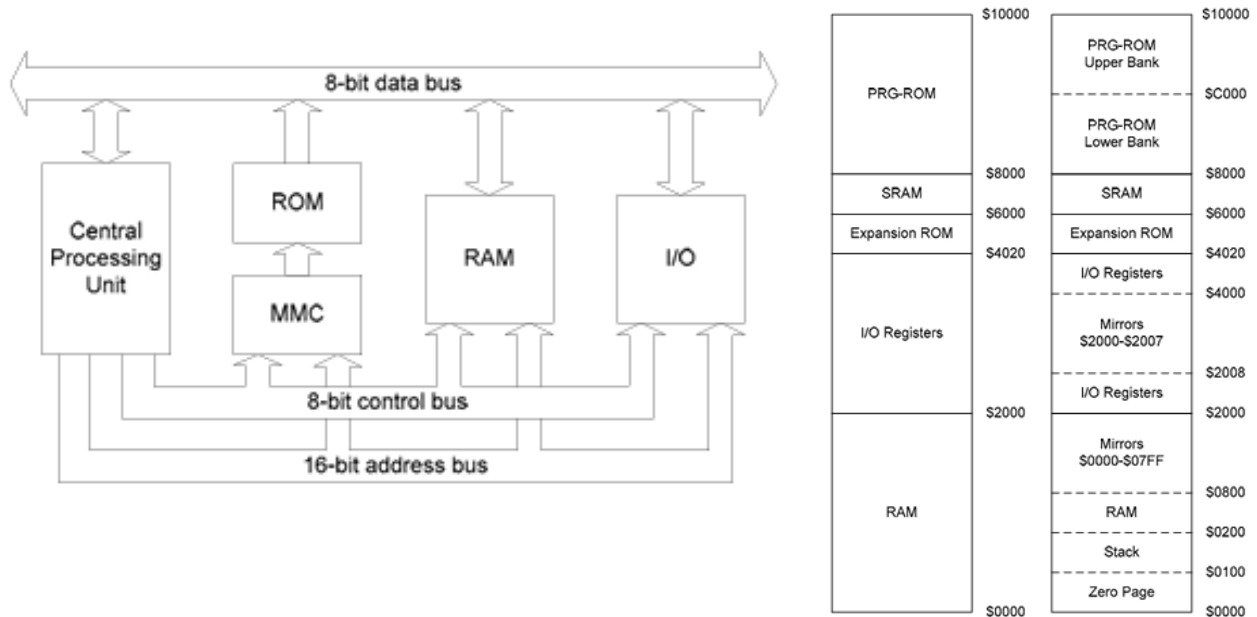 8-bit data bus
Central
Processing
Unit
ROM
MMC
RAM
I/O
8-bit control bus
16-bit address bus
$10000
PRG-ROM
$8000
SRAM
$6000
Expansion ROM
$4020
I/O Registers
$2000
RAM
$0000
$10000
PRG-ROM
Upper Bank
$C000
PRG-ROM
Lower Bank
$8000
SRAM
$6000
Expansion ROM
$4020
I/O Registers
$4000
Mirrors
$2000-$2007
$2008
I/O Registers
$2000
Mirrors
$0000-$07FF
$0800
RAM
$0200
Stack
$0100
Zero Page
$0000